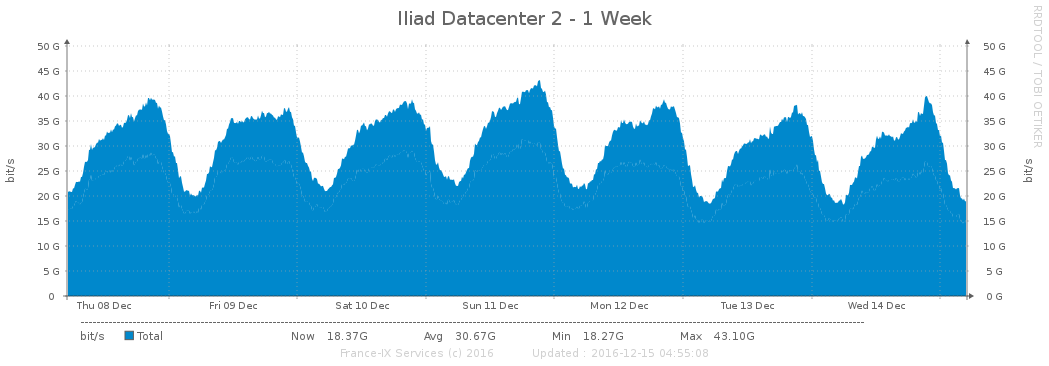 Iliad Datacenter 2 - 1 Week
RRDTOOL / TOBI OETIKER
50 G 50 G
45 G 45 G
40 G 40 G
35 G 35 G
30 G 30 G
25 G 25 G
20 G 20 G
15 G 15 G
10 G 10 G
5 G 5 G
0 0 G
bit/s
bit/s
Thu 08 Dec Fri 09 Dec Sat 10 Dec Sun 11 Dec Mon 12 Dec Tue 13 Dec Wed 14 Dec
bit/s Total Now 18.37G Avg 30.67G Min 18.27G Max 43.10G
France-IX Services (c) 2016 Updated : 2016-12-15 04:55:08